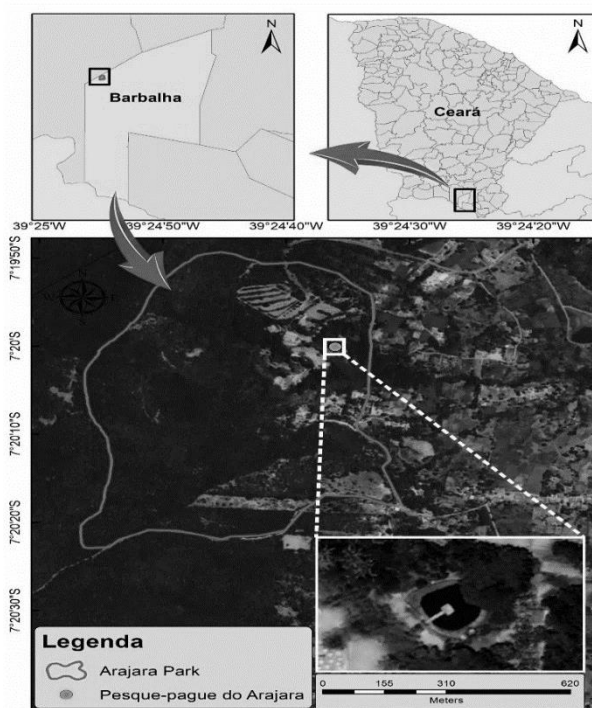 N
Barbalha
N
Ceará
39°25'W 39°24'50"W 39°24'40"W 39°24'30"W 39°24'20"W
7°19'50"S
7°20'S
7°20'10"S
7°20'20"S
7°20'30"S
N
Legenda
Arajara Park
Pesque-pague do Arajara
0 155 310 620
Meters